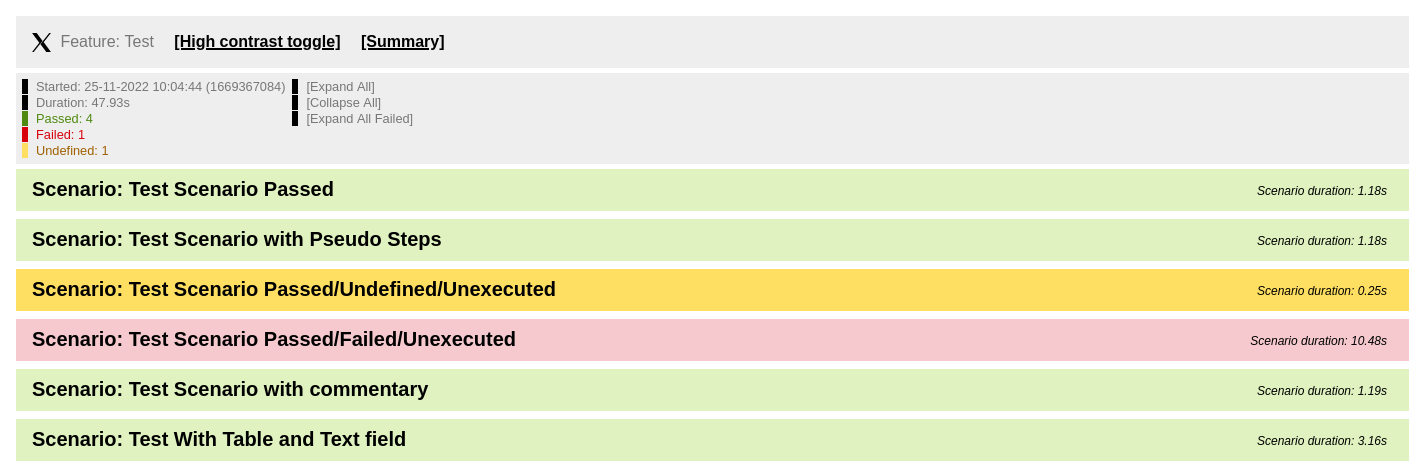 Feature: Test [High contrast toggle] [Summary]
Started: 25-11-2022 10:04:44 (1669367084) [Expand All]
Duration: 47.93s [Collapse All]
Passed: 4 [Expand All Failed]
Failed: 1
Undefined: 1
Scenario: Test Scenario Passed Scenario duration: 1.18s
Scenario: Test Scenario with Pseudo Steps Scenario duration: 1.18s
Scenario: Test Scenario Passed/Undefined/Unexecuted Scenario duration: 0.25s
Scenario: Test Scenario Passed/Failed/Unexecuted Scenario duration: 10.48s
Scenario: Test Scenario with commentary Scenario duration: 1.19s
Scenario: Test With Table and Text field Scenario duration: 3.16s